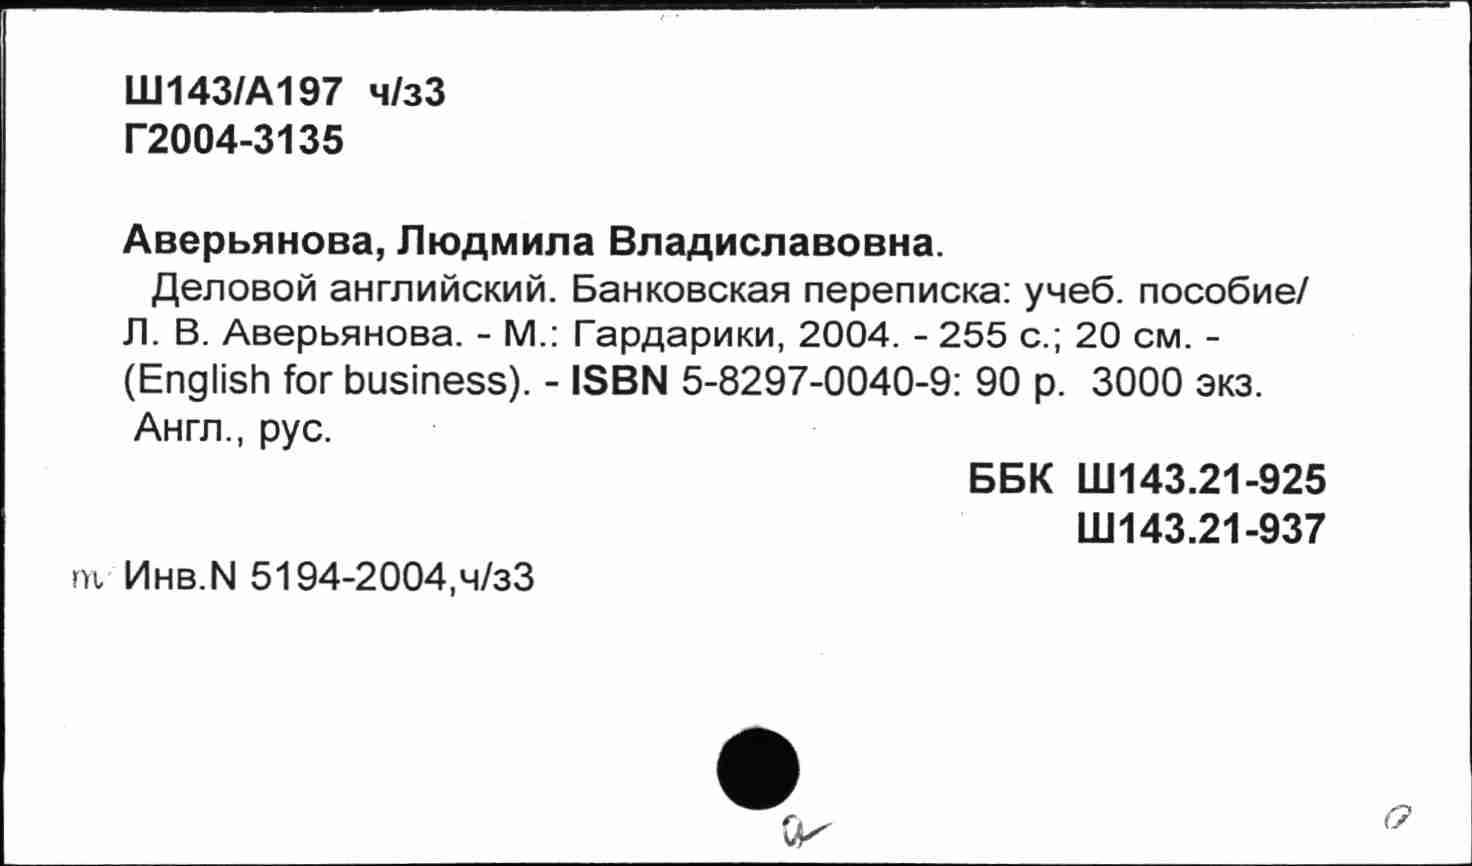 Ш143/А197 ч/з3
Г2004-3135
Аверьянова, Людмила Владиславовна.
Деловой английский. Банковская переписка: учеб. пособие/
Л. В. Аверьянова. - М.: Гардарики, 2004. - 255 с.; 20 см. -
(English for business). - ISBN 5-8297-0040-9: 90 р. 3000 экз.
Англ., рус.
ББК Ш143.21-925
Ш143.21-937
m Инв.N 5194-2004,ч/з3